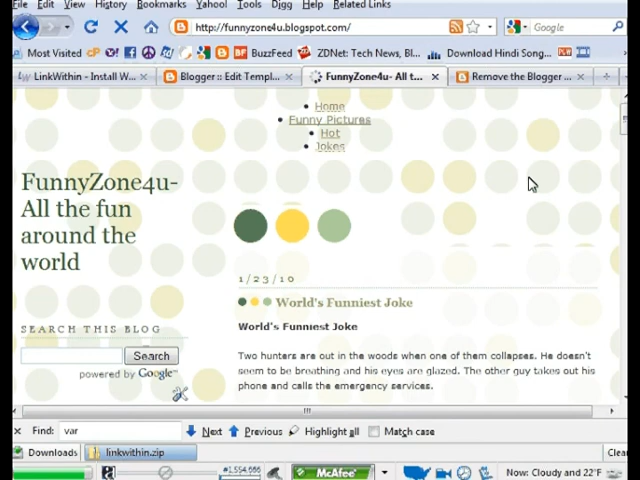 Edit View History Bookmarks Yahoo Tools Digg Help Related Links
http://funnyzone4u.blogspot.com/ Google
Most Visited BuzzFeed ZDNet: Tech News, Bl... Download Hindi Song...
LinkWithin - Install W... Blogger :: Edit Templ... FunnyZone4u- All t... Remove the Blogger ...
Home
Funny Pictures
Hot
Jokes
FunnyZone4u-
All the fun
around the
world
1/23/10
World's Funniest Joke
World's Funniest Joke
SEARCH THIS BLOG
Search
powered by Google™
Two hunters are out in the woods when one of them collapses. He doesn't
seem to be breathing and his eyes are glazed. The other guy takes out his
phone and calls the emergency services.
Find: var Next Previous Highlight all Match case
Downloads linkwithin.zip Clear
#1,554,666 McAfee Now: Cloudy and 22°F